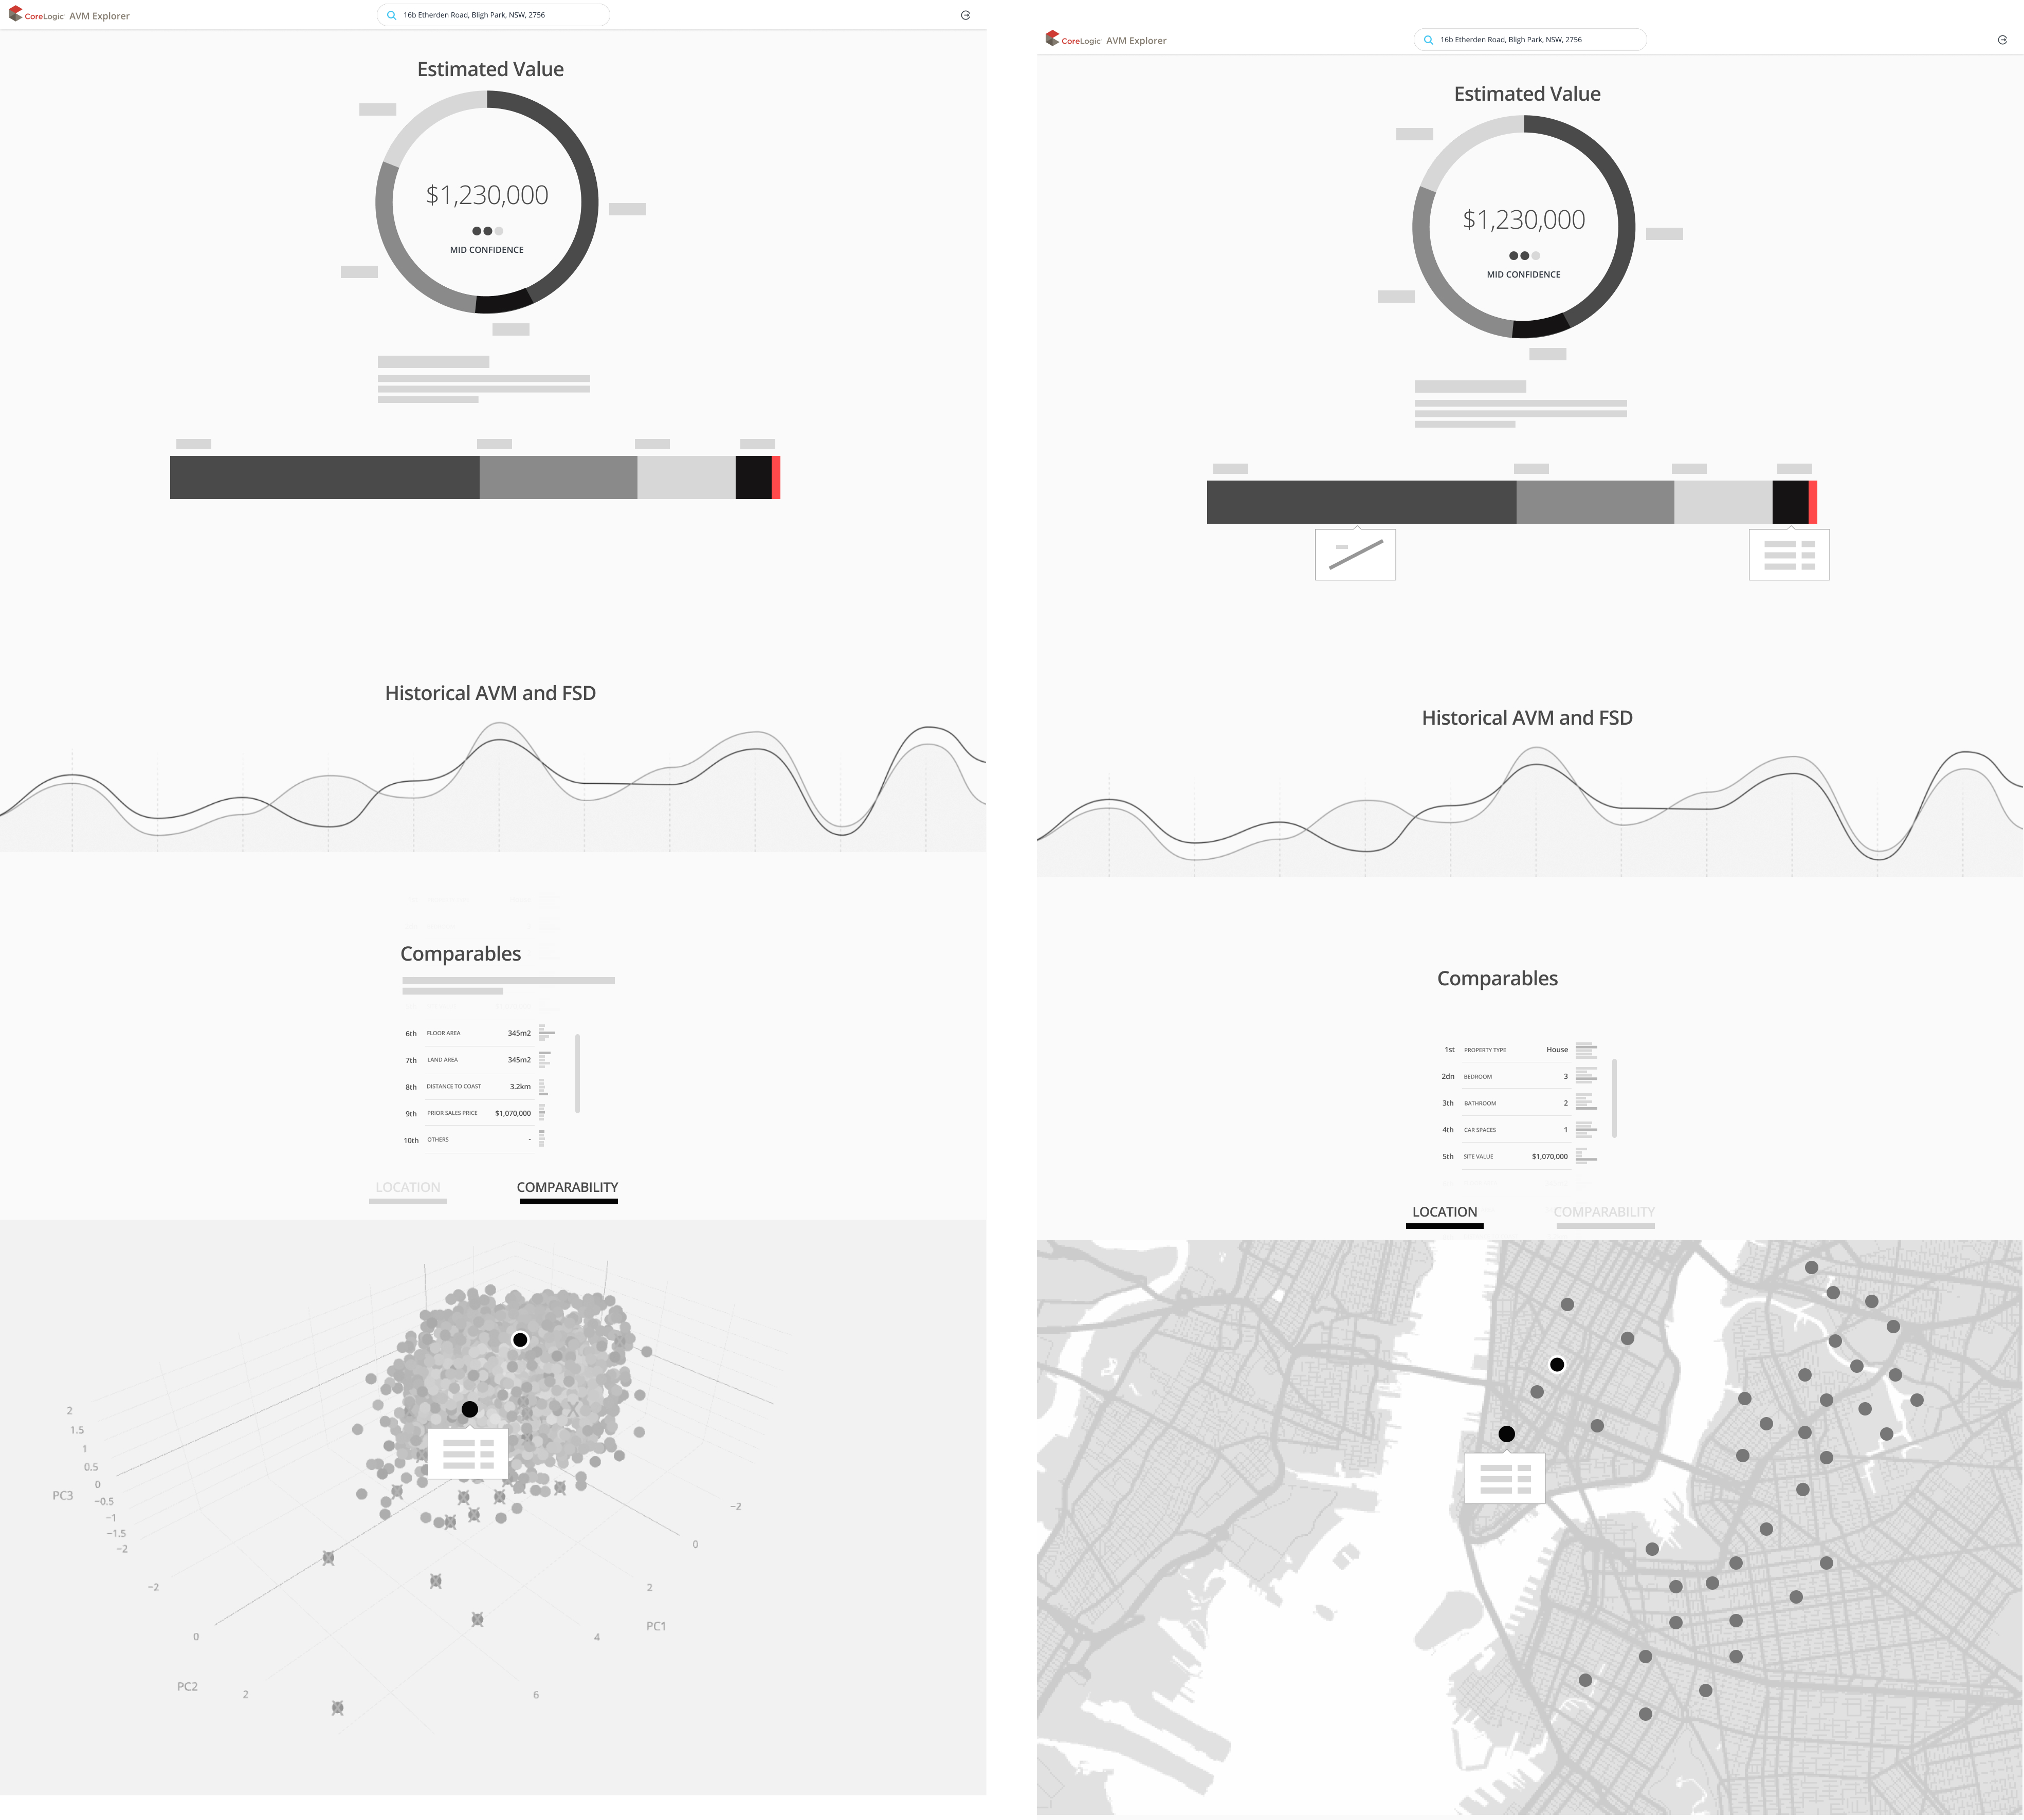 CoreLogic AVM Explorer
16b Etherden Road, Bligh Park, NSW, 2756
Estimated Value
$1,230,000
MID CONFIDENCE
Historical AVM and FSD
Comparables
6th FLOOR AREA 345m2
7th LAND AREA 345m2
8th DISTANCE TO COAST 3.2km
9th PRIOR SALES PRICE $1,070,000
10th OTHERS -
LOCATION COMPARABILITY
2
1.5
1
0.5
0
PC3
−0.5
−1
−1.5
−2
−2
0
PC2
2
−2
0
2
PC1
4
6
CoreLogic AVM Explorer
16b Etherden Road, Bligh Park, NSW, 2756
Estimated Value
$1,230,000
MID CONFIDENCE
Historical AVM and FSD
Comparables
1st PROPERTY TYPE House
2dn BEDROOM 3
3th BATHROOM 2
4th CAR SPACES 1
5th SITE VALUE $1,070,000
LOCATION COMPARABILITY